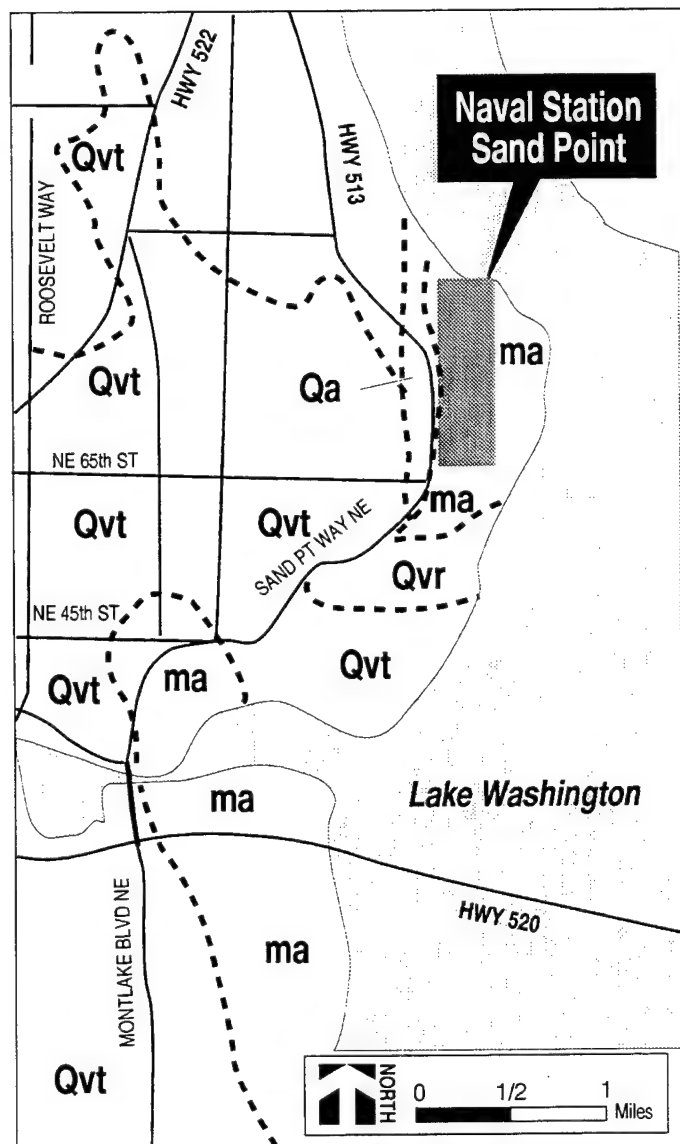 HWY 522
Naval Station
Sand Point
Qvt
HWY 513
ROOSEVELT WAY
ma
Qvt
Qa
NE 65th ST
ma
Qvt
Qvt
SAND PT WAY NE
Qvr
NE 45th ST
Qvt
ma
Qvt
ma
Lake Washington
HWY 520
MONTLAKE BLVD NE
ma
Qvt
NORTH
0 1/2 1
Miles